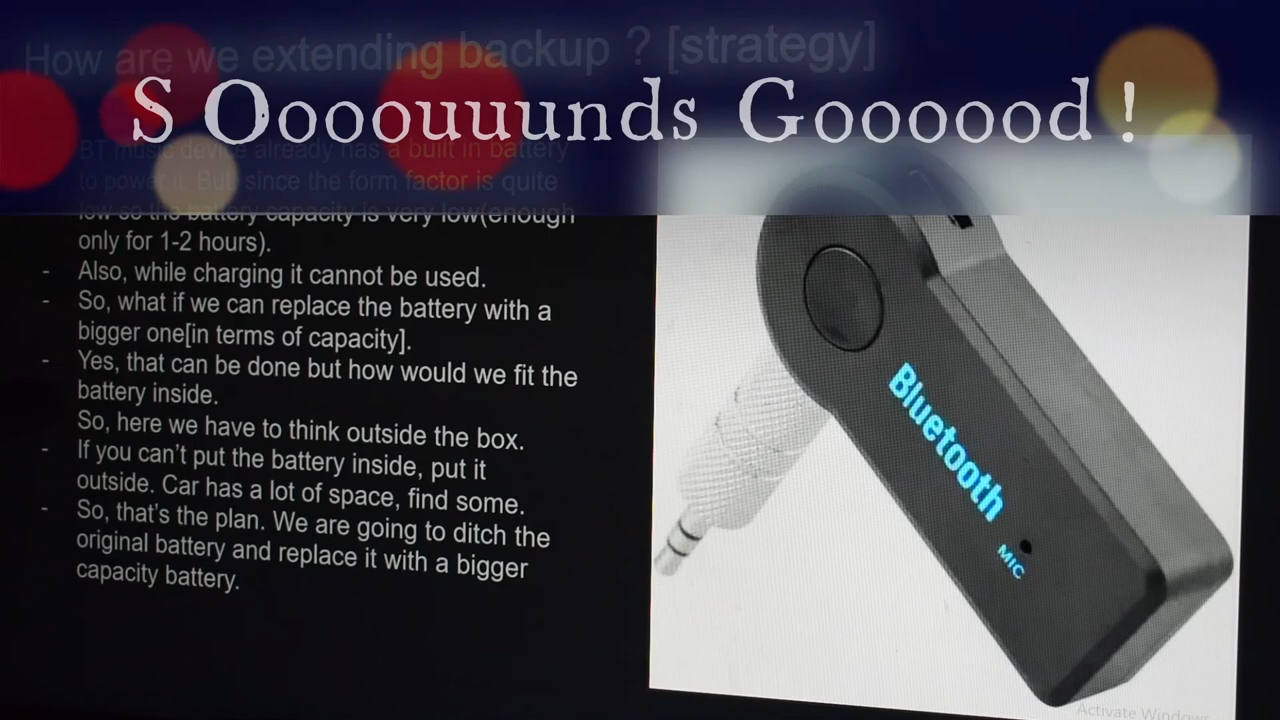 How are we extending backup ? [strategy]
S Oooouuunds Goooood !
BT music device already has a built in battery
to power it. But since the form factor is quite
low so the battery capacity is very low(enough
only for 1-2 hours).
- Also, while charging it cannot be used.
- So, what if we can replace the battery with a
bigger one[in terms of capacity].
- Yes, that can be done but how would we fit the
battery inside.
So, here we have to think outside the box.
- If you can't put the battery inside, put it
outside. Car has a lot of space, find some.
- So, that's the plan. We are going to ditch the
original battery and replace it with a bigger
capacity battery.
Bluetooth
MIC
Activate Windows